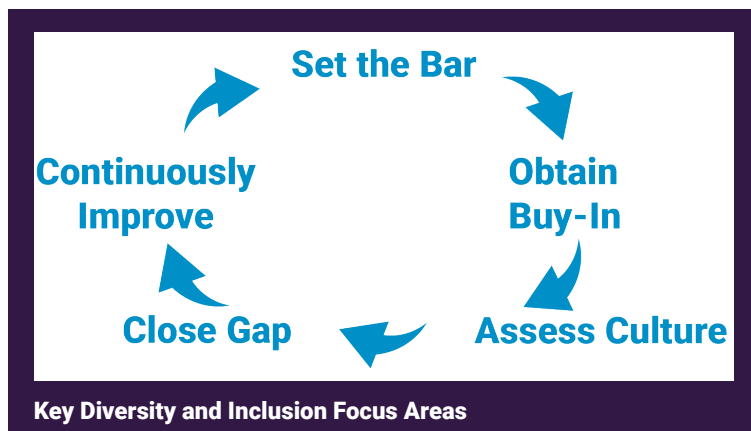 Set the Bar
Obtain
Buy-In
Assess Culture
Close Gap
Continuously
Improve
Key Diversity and Inclusion Focus Areas